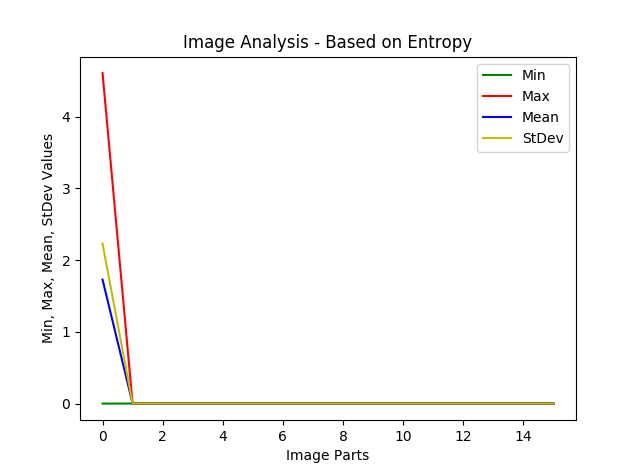 Image Analysis - Based on Entropy
Min
Max
Mean
StDev
Min, Max, Mean, StDev Values
4
3
2
1
0
0 2 4 6 8 10 12 14
Image Parts